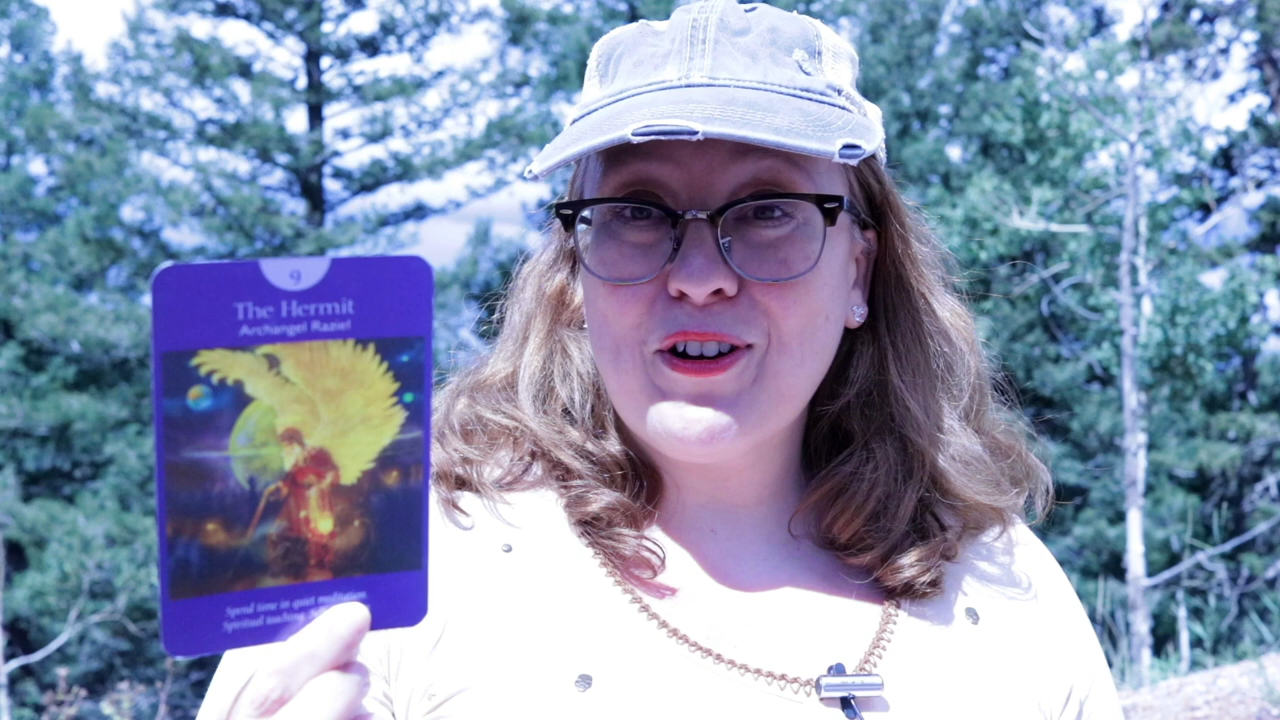 9
The Hermit
Archangel Raziel
Spend time in quiet meditation.
Spiritual teaching